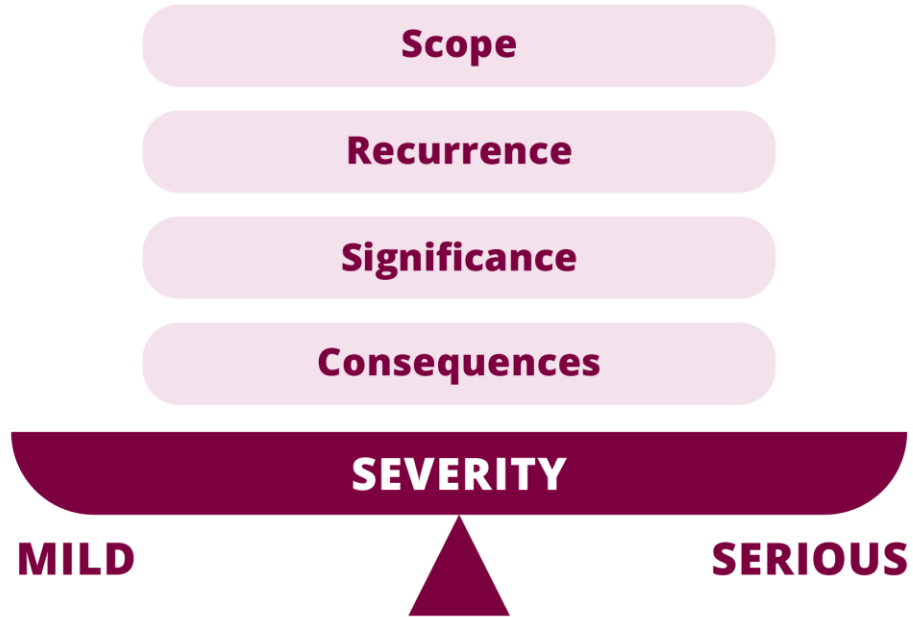 Scope
Recurrence
Significance
Consequences
SEVERITY
MILD
SERIOUS